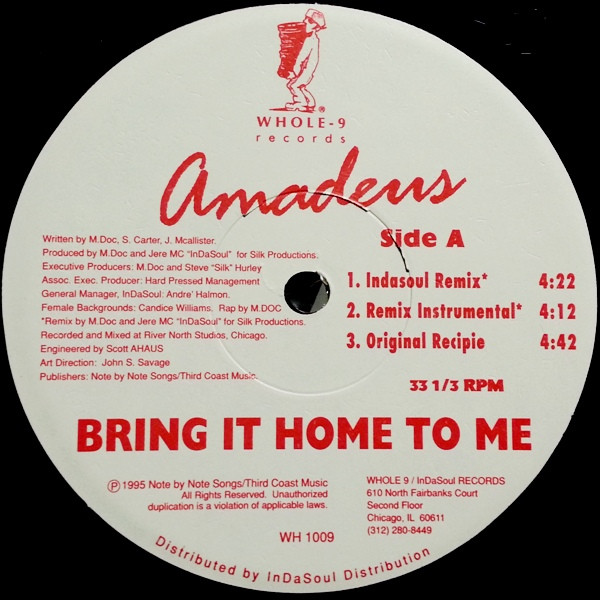 WHOLE-9
records
Amadeus
Side A
Written by M.Doc, S. Carter, J. Mcallister.
Produced by M.Doc and Jere MC "InDaSoul" for Silk Productions.
Executive Producers: M.Doc and Steve "Silk" Hurley
Assoc. Exec. Producer: Hard Pressed Management
General Manager, InDaSoul: Andre' Halmon.
Female Backgrounds: Candice Williams. Rap by M.DOC
*Remix by M.Doc and Jere MC "InDaSoul" for Silk Productions.
Recorded and Mixed at River North Studios, Chicago.
Engineered by Scott AHAUS
Art Direction: John S. Savage
Publishers: Note by Note Songs/Third Coast Music.
1. Indasoul Remix* 4:22
2. Remix Instrumental* 4:12
3. Original Recipie 4:42
33 1/3 RPM
BRING IT HOME TO ME
℗ 1995 Note by Note Songs/Third Coast Music
All Rights Reserved. Unauthorized
duplication is a violation of applicable laws.
WH 1009
WHOLE 9 / InDaSoul RECORDS
610 North Fairbanks Court
Second Floor
Chicago, IL 60611
(312) 280-8449
Distributed by InDaSoul Distribution